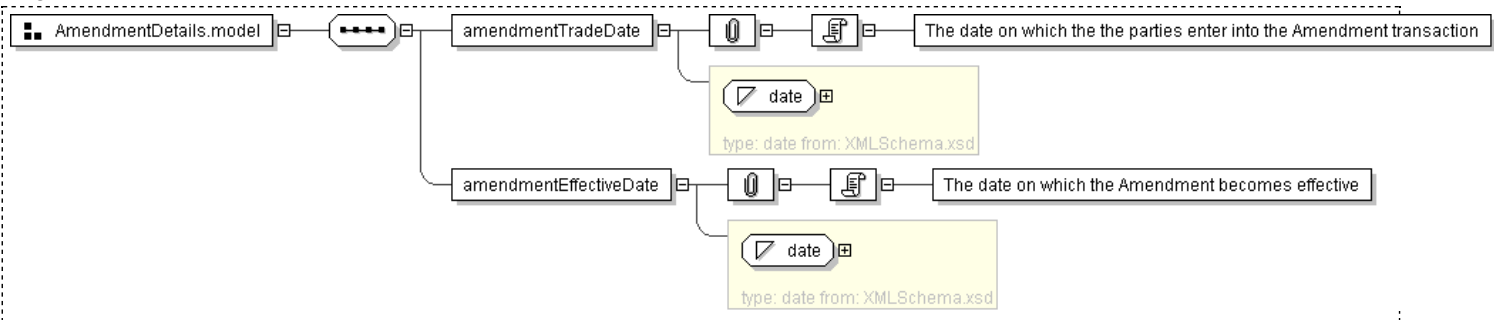 AmendmentDetails.model
amendmentTradeDate
The date on which the the parties enter into the Amendment transaction
date
type: date from: XMLSchema.xsd
amendmentEffectiveDate
The date on which the Amendment becomes effective
date
type: date from: XMLSchema.xsd